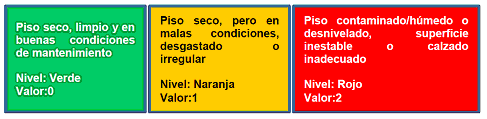 Piso seco, limpio y en
buenas condiciones
de mantenimiento
Nivel: Verde
Valor:0
Piso seco, pero en
malas condiciones,
desgastado o
irregular
Nivel: Naranja
Valor:1
Piso contaminado/húmedo o
desnivelado, superficie
inestable o calzado
inadecuado
Nivel: Rojo
Valor:2